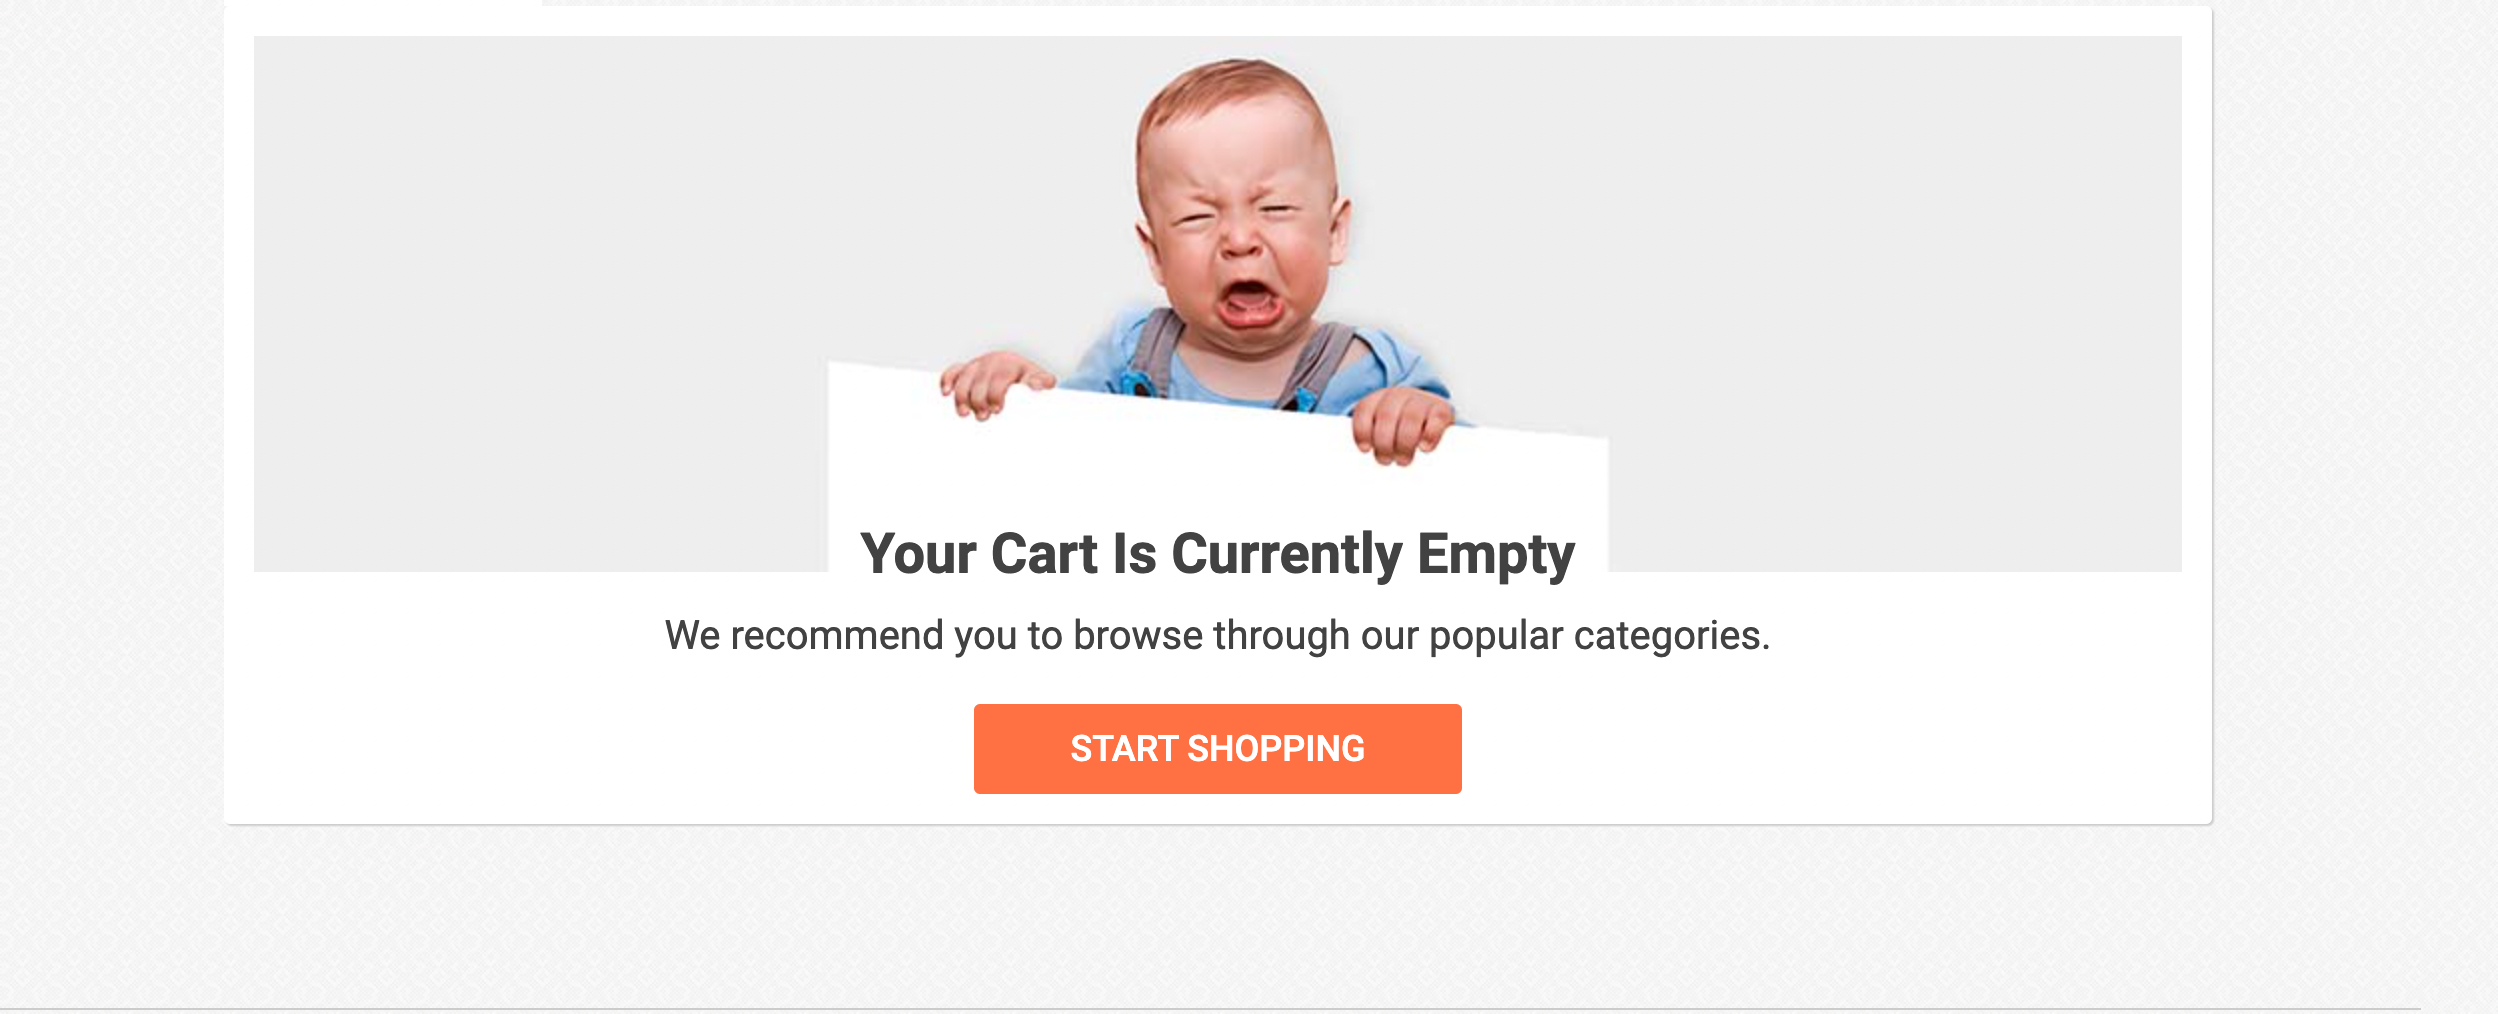 Your Cart Is Currently Empty
We recommend you to browse through our popular categories.
START SHOPPING